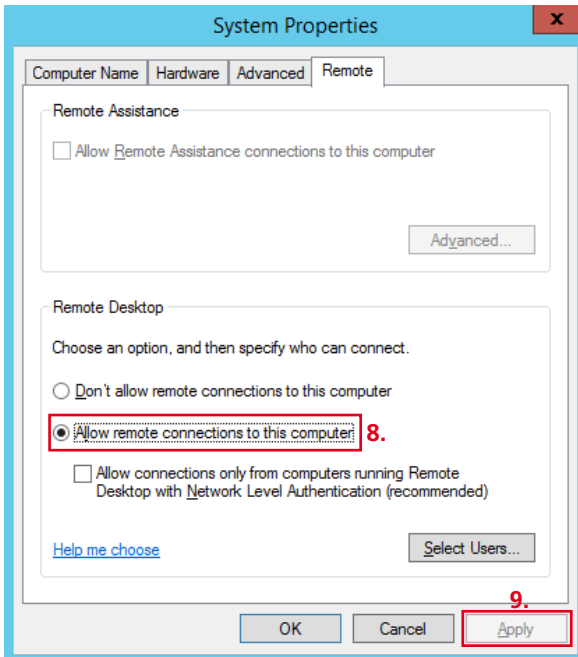 System Properties
x
Computer Name Hardware Advanced Remote
Remote Assistance
Allow Remote Assistance connections to this computer
Advanced...
Remote Desktop
Choose an option, and then specify who can connect.
Don't allow remote connections to this computer
Allow remote connections to this computer 8.
Allow connections only from computers running Remote
Desktop with Network Level Authentication (recommended)
Help me choose Select Users...
9.
OK Cancel Apply